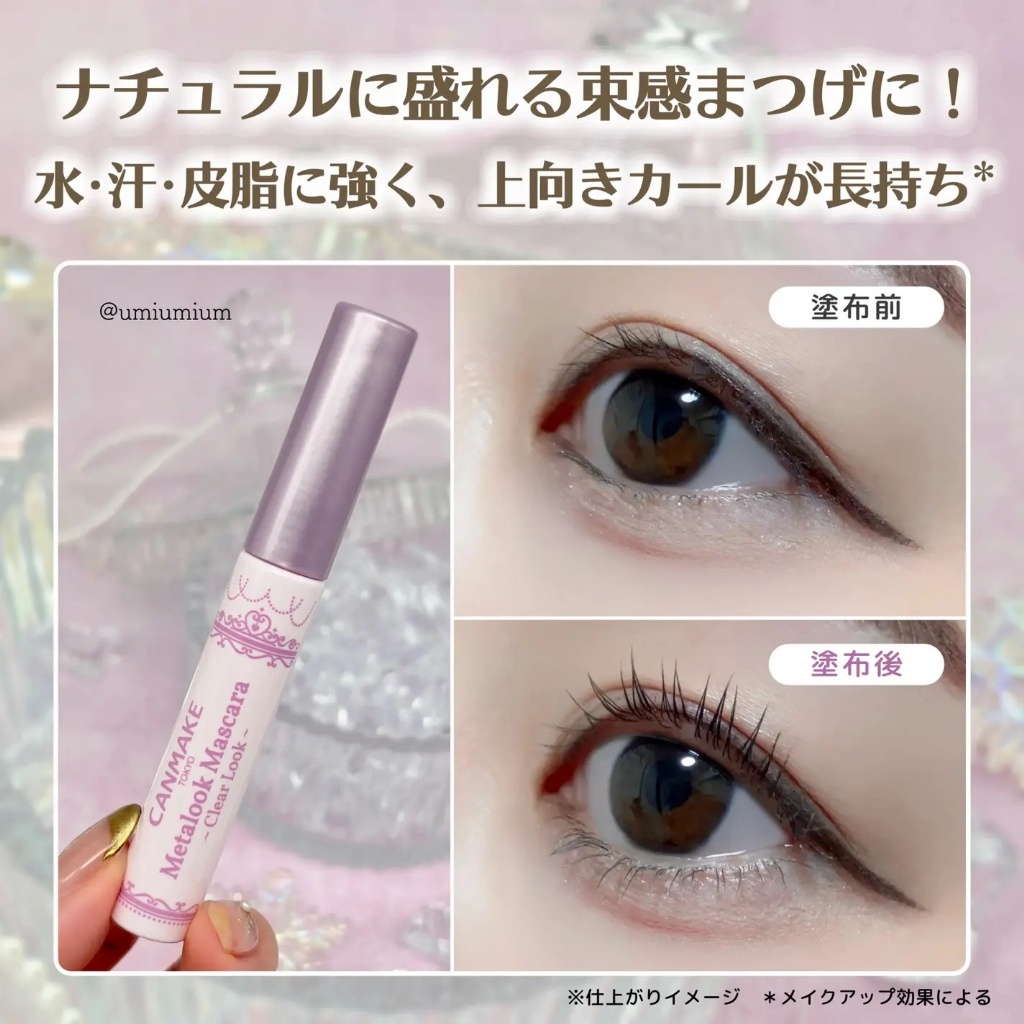 ナチュラルに盛れる束感まつげに！
水･汗･皮脂に強く、上向きカールが長持ち*
@umiumium
塗布前
塗布後
CANMAKE
TOKYO
Metalook Mascara
~ Clear Look ~
※仕上がりイメージ　*メイクアップ効果による